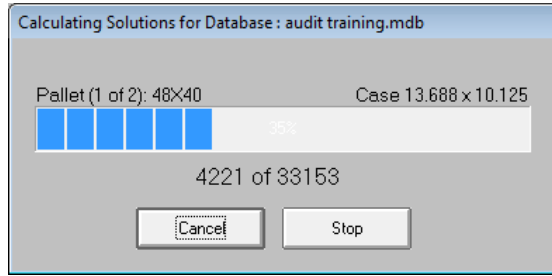 Calculating Solutions for Database : audit training.mdb
Pallet (1 of 2): 48X40 Case 13.688 x 10.125
35%
4221 of 33153
Cancel Stop